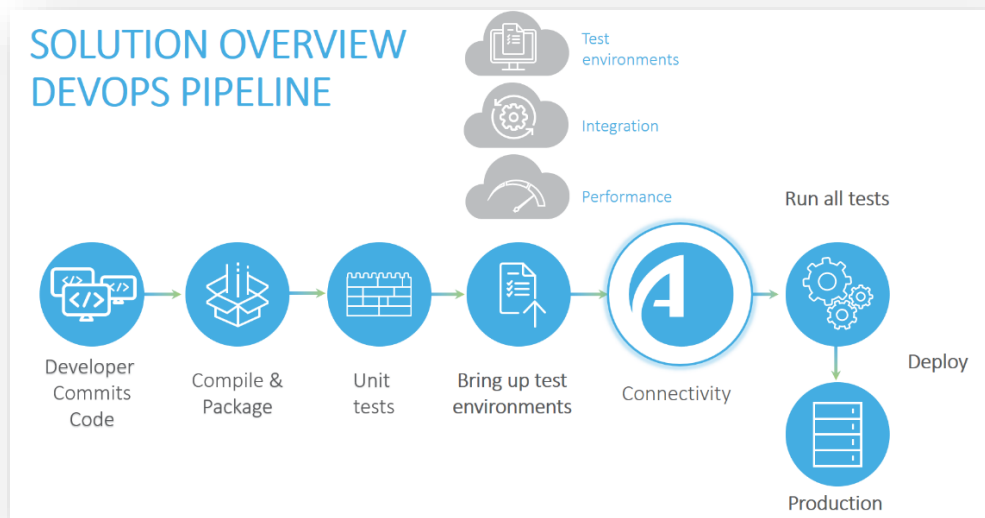 SOLUTION OVERVIEW
DEVOPS PIPELINE
Test
environments
Integration
Performance
Run all tests
Developer
Commits
Code
Compile &
Package
Unit
tests
Bring up test
environments
Connectivity
Deploy
Production